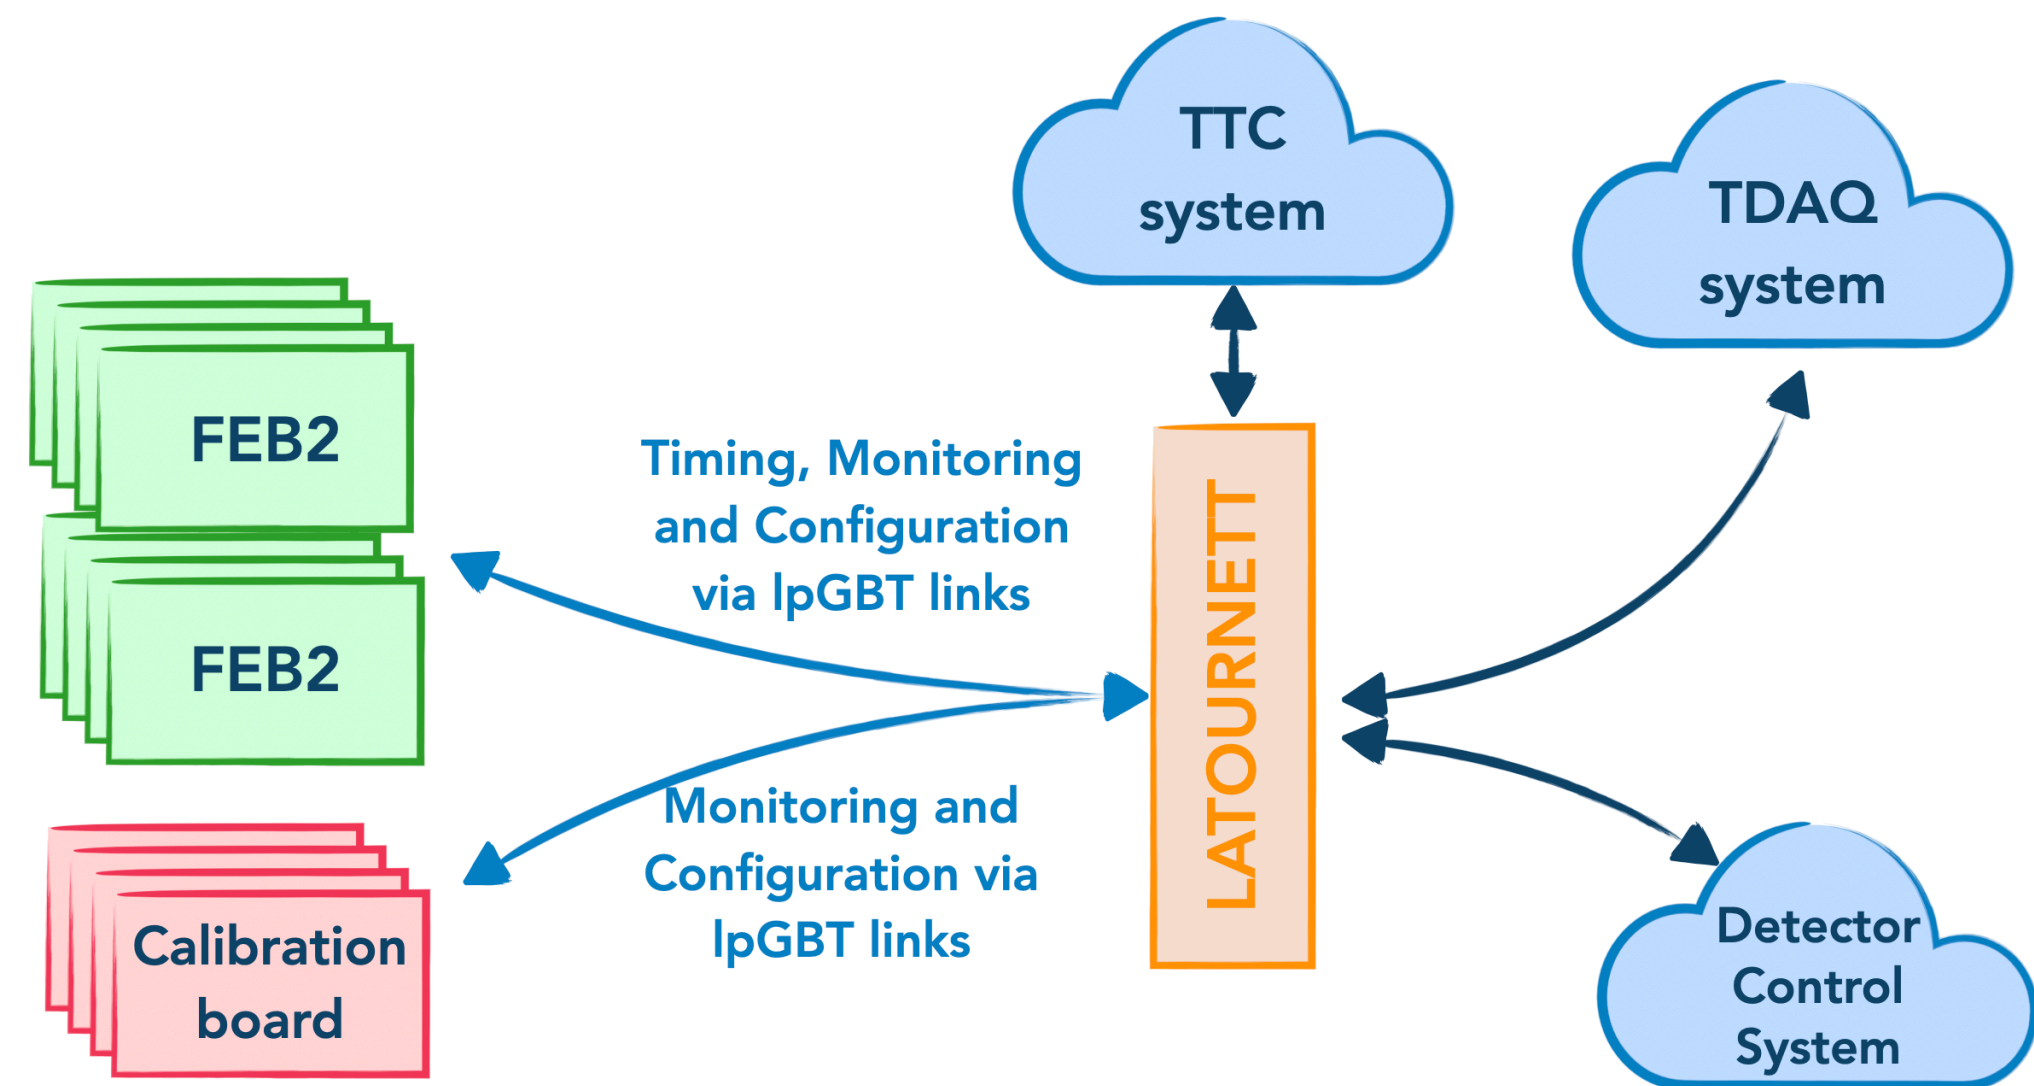 TTC
system
TDAQ
system
FEB2
FEB2
Timing, Monitoring
and Configuration
via lpGBT links
LATOURNETT
Monitoring and
Configuration via
lpGBT links
Calibration
board
Detector
Control
System